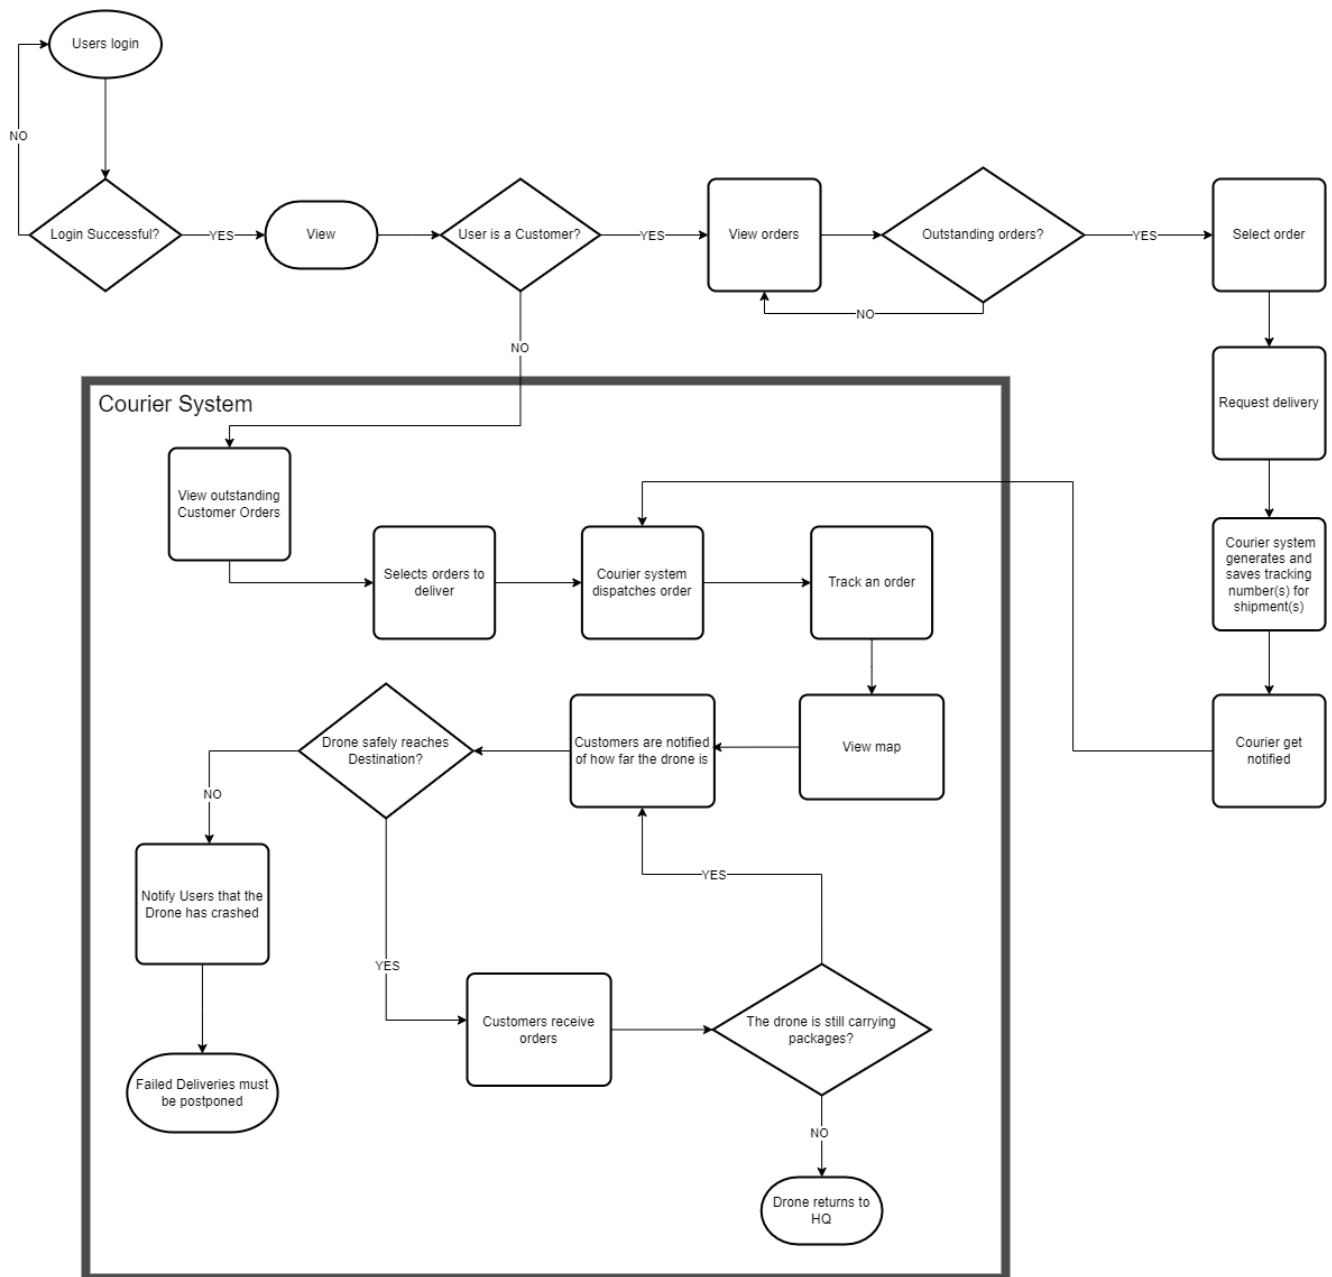 Users login
NO
Login Successful?
YES
View
User is a Customer?
YES
View orders
Outstanding orders?
YES
Select order
NO
NO
Request delivery
Courier System
View outstanding
Customer Orders
Selects orders to
deliver
Courier system
dispatches order
Track an order
Courier system
generates and
saves tracking
number(s) for
shipment(s)
Drone safely reaches
Destination?
Customers are notified
of how far the drone is
View map
Courier get
notified
NO
Notify Users that the
Drone has crashed
YES
YES
Customers receive
orders
The drone is still carrying
packages?
Failed Deliveries must
be postponed
NO
Drone returns to
HQ